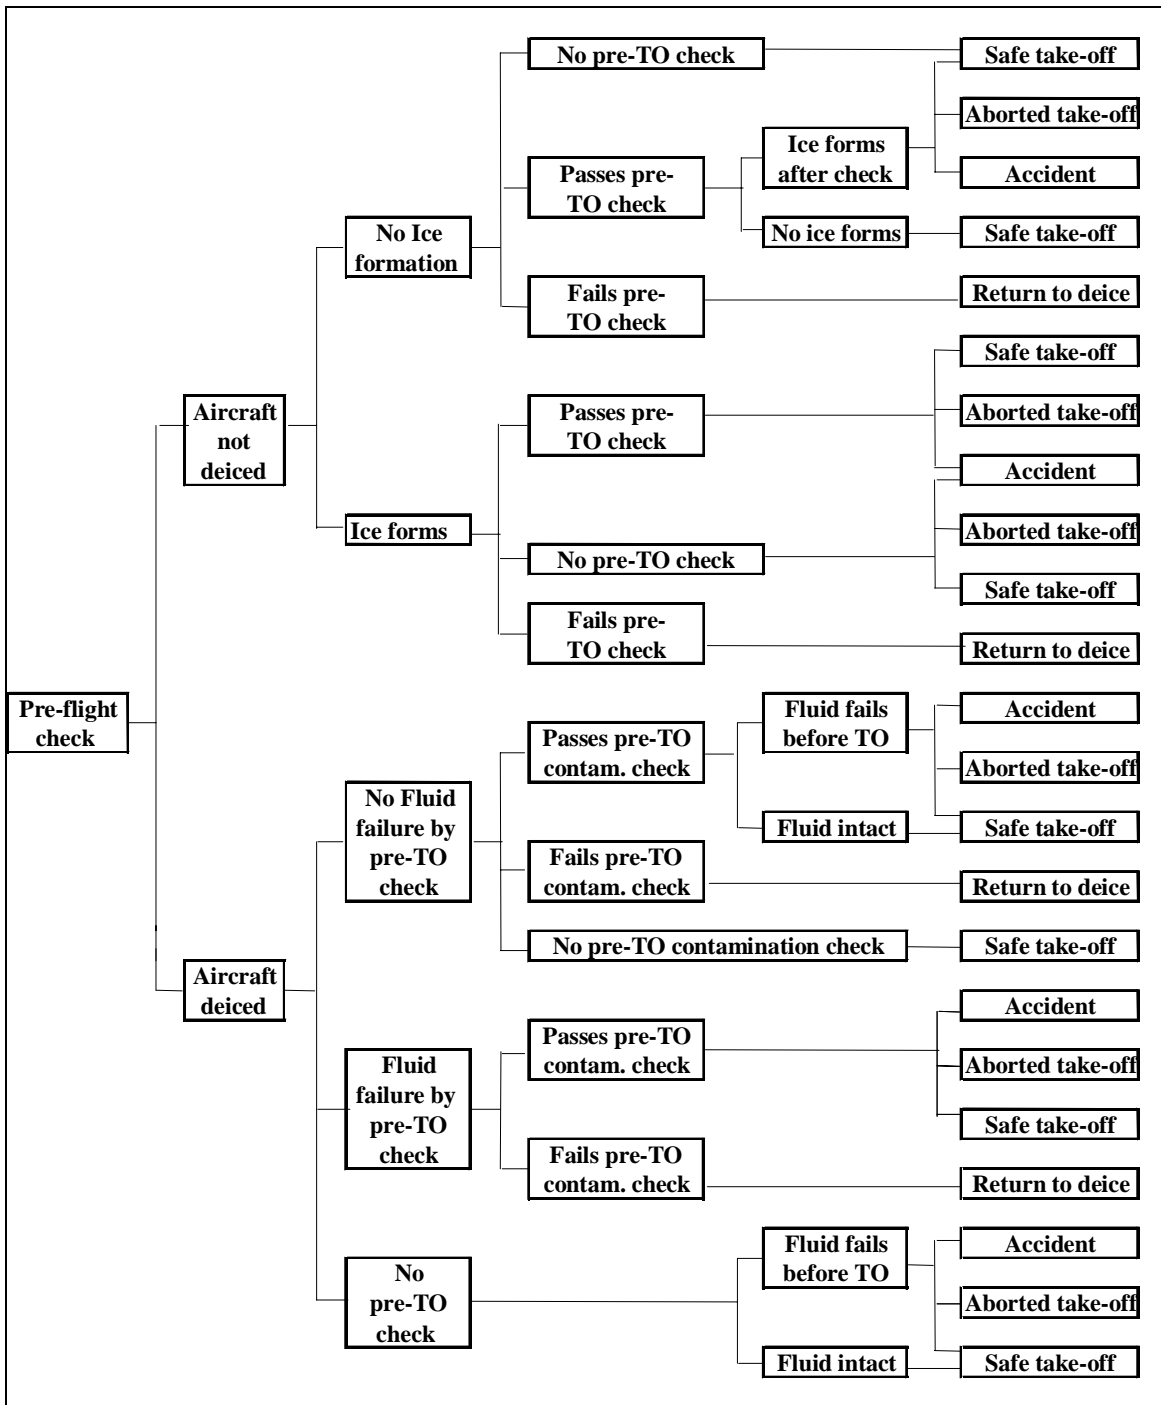 No pre-TO check
Safe take-off
Aborted take-off
Ice forms
after check
Accident
Passes pre-
TO check
No ice forms
Safe take-off
No Ice
formation
Fails pre-
TO check
Return to deice
Safe take-off
Aircraft
not
deiced
Passes pre-
TO check
Aborted take-off
Accident
Ice forms
Aborted take-off
No pre-TO check
Safe take-off
Fails pre-
TO check
Return to deice
Pre-flight
check
Fluid fails
before TO
Accident
Passes pre-TO
contam. check
Aborted take-off
No Fluid
failure by
pre-TO
check
Fluid intact
Safe take-off
Fails pre-TO
contam. check
Return to deice
No pre-TO contamination check
Safe take-off
Aircraft
deiced
Accident
Passes pre-TO
contam. check
Aborted take-off
Fluid
failure by
pre-TO
check
Safe take-off
Fails pre-TO
contam. check
Return to deice
Fluid fails
before TO
Accident
No
pre-TO
check
Aborted take-off
Fluid intact
Safe take-off